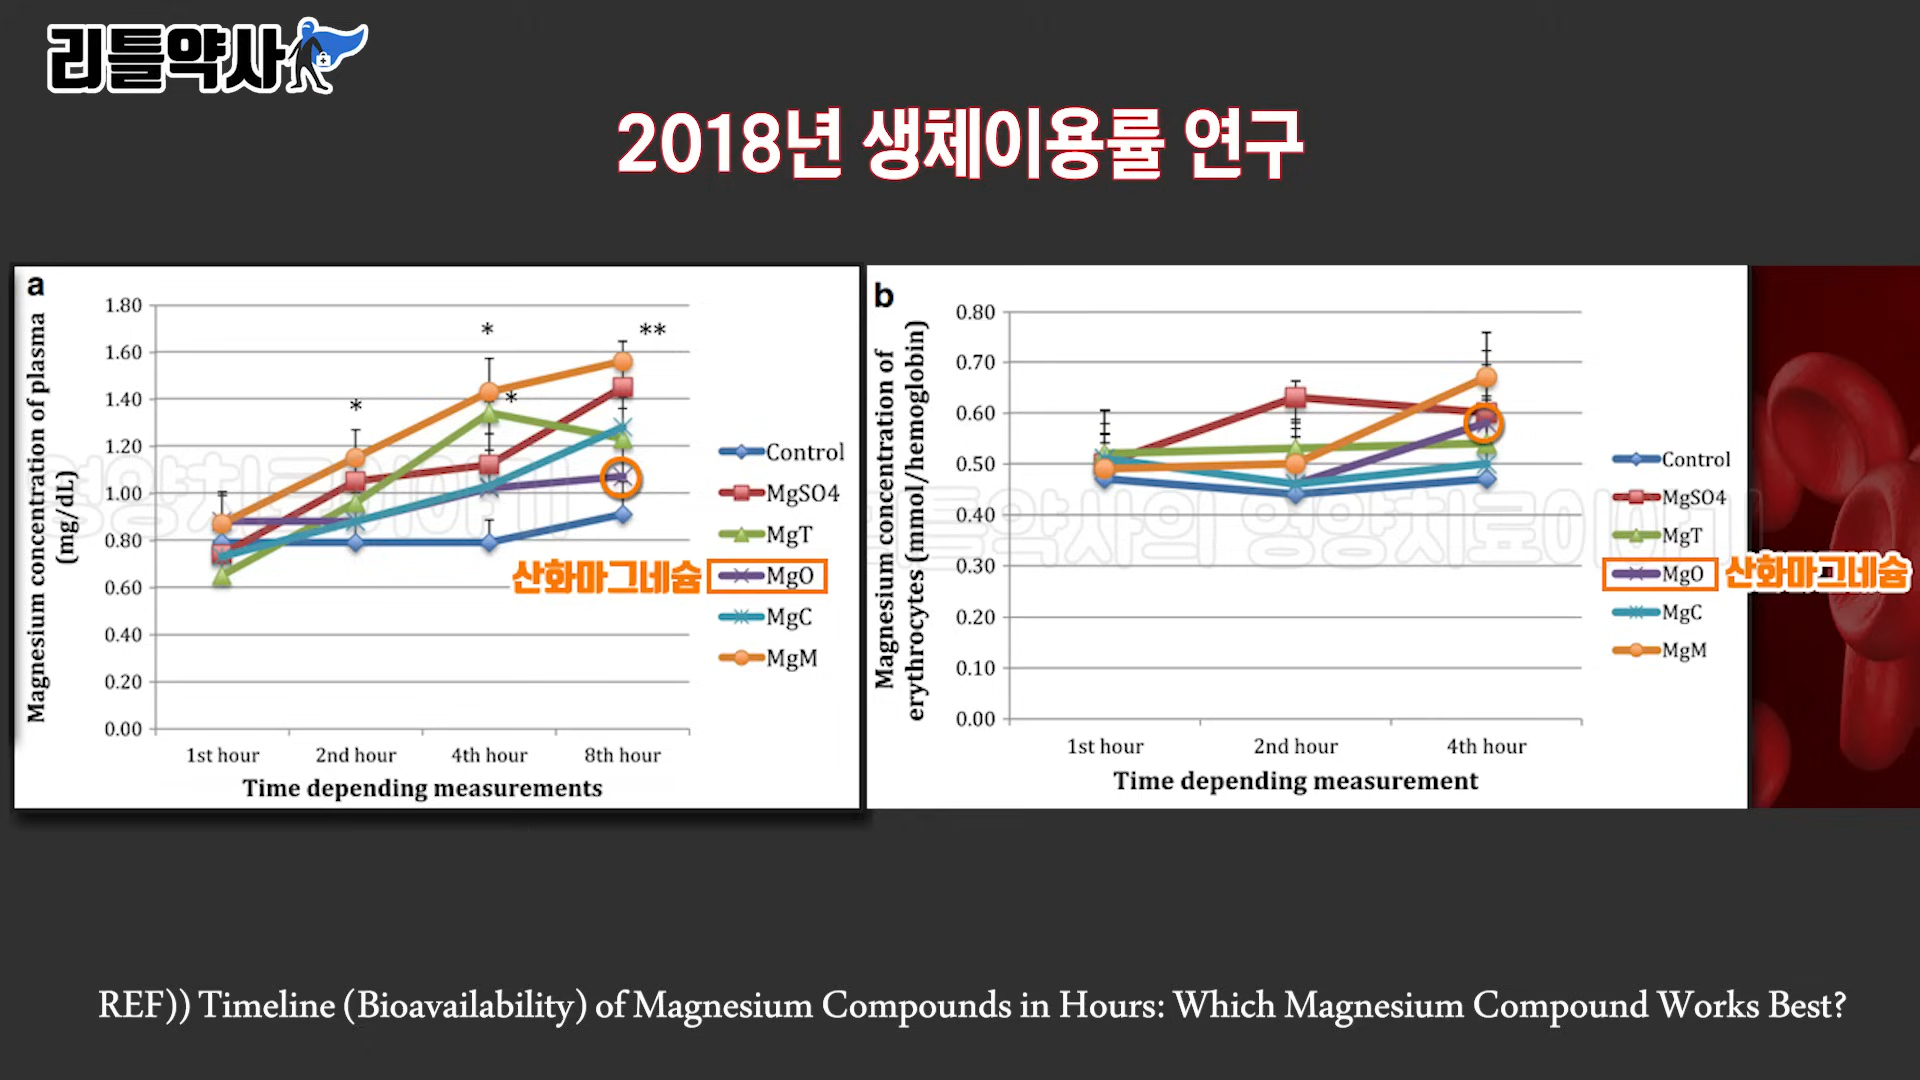 리틀약사
2018년 생체이용률 연구
a
Magnesium concentration of plasma
(mg/dL)
1.80
1.60
1.40
1.20
1.00
0.80
0.60
0.40
0.20
0.00
*
*
*
**
1st hour 2nd hour 4th hour 8th hour
Time depending measurements
Control
MgSO4
MgT
산화마그네슘 MgO
MgC
MgM
b
Magnesium concentration of
erythrocytes (mmol/hemoglobin)
0.80
0.70
0.60
0.50
0.40
0.30
0.20
0.10
0.00
1st hour 2nd hour 4th hour
Time depending measurement
Control
MgSO4
MgT
MgO 산화마그네슘
MgC
MgM
REF)) Timeline (Bioavailability) of Magnesium Compounds in Hours: Which Magnesium Compound Works Best?